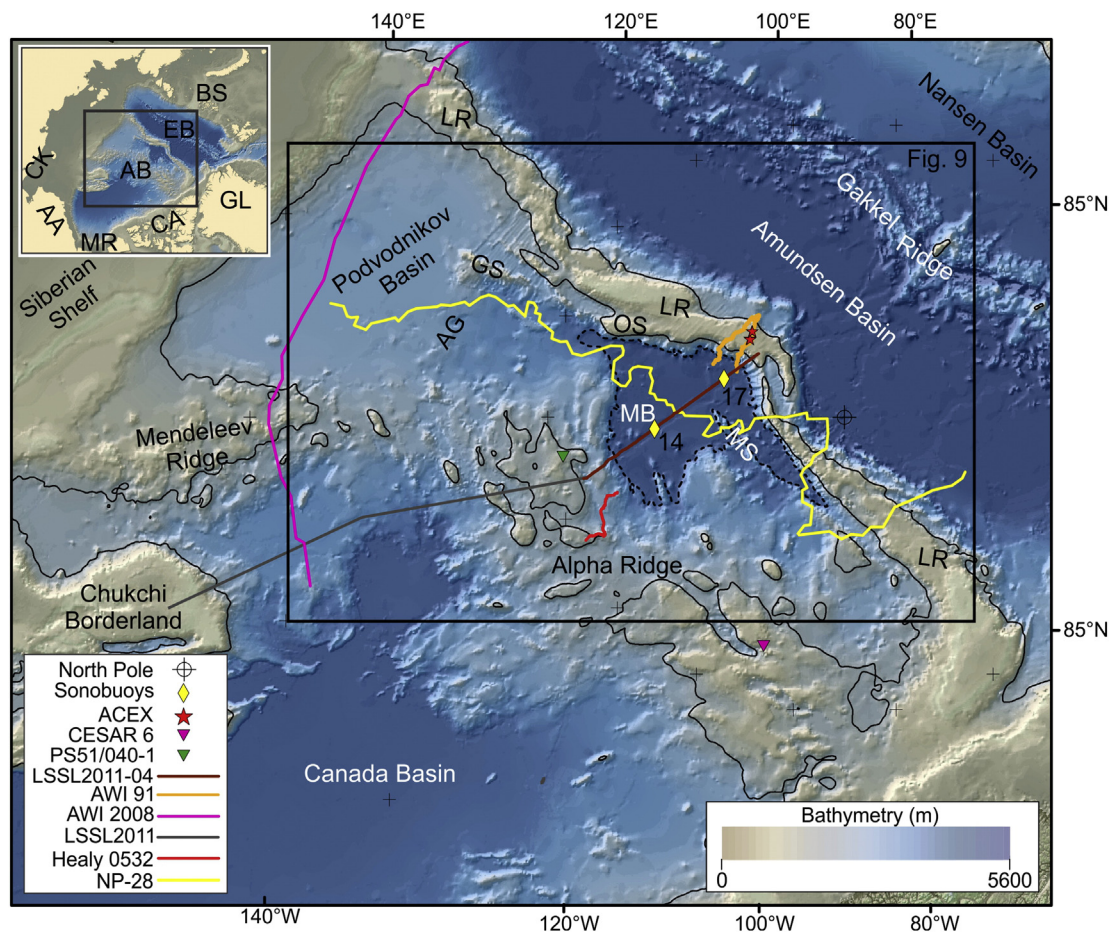 140°E
120°E
100°E
80°E
BS
EB
AB
CK
AA
GL
CA
MR
Siberian
Shelf
LR
Nansen Basin
Fig. 9
Gakkel Ridge
85°N
Amundsen Basin
Podvodnikov
Basin
GS
LR
AG
OS
17
MB
14
MS
Mendeleev
Ridge
Alpha Ridge
LR
Chukchi
Borderland
85°N
North Pole
Sonobuoys
ACEX
CESAR 6
PS51/040-1
LSSL2011-04
AWI 91
AWI 2008
LSSL2011
Healy 0532
NP-28
Canada Basin
Bathymetry (m)
0
5600
140°W
120°W
100°W
80°W